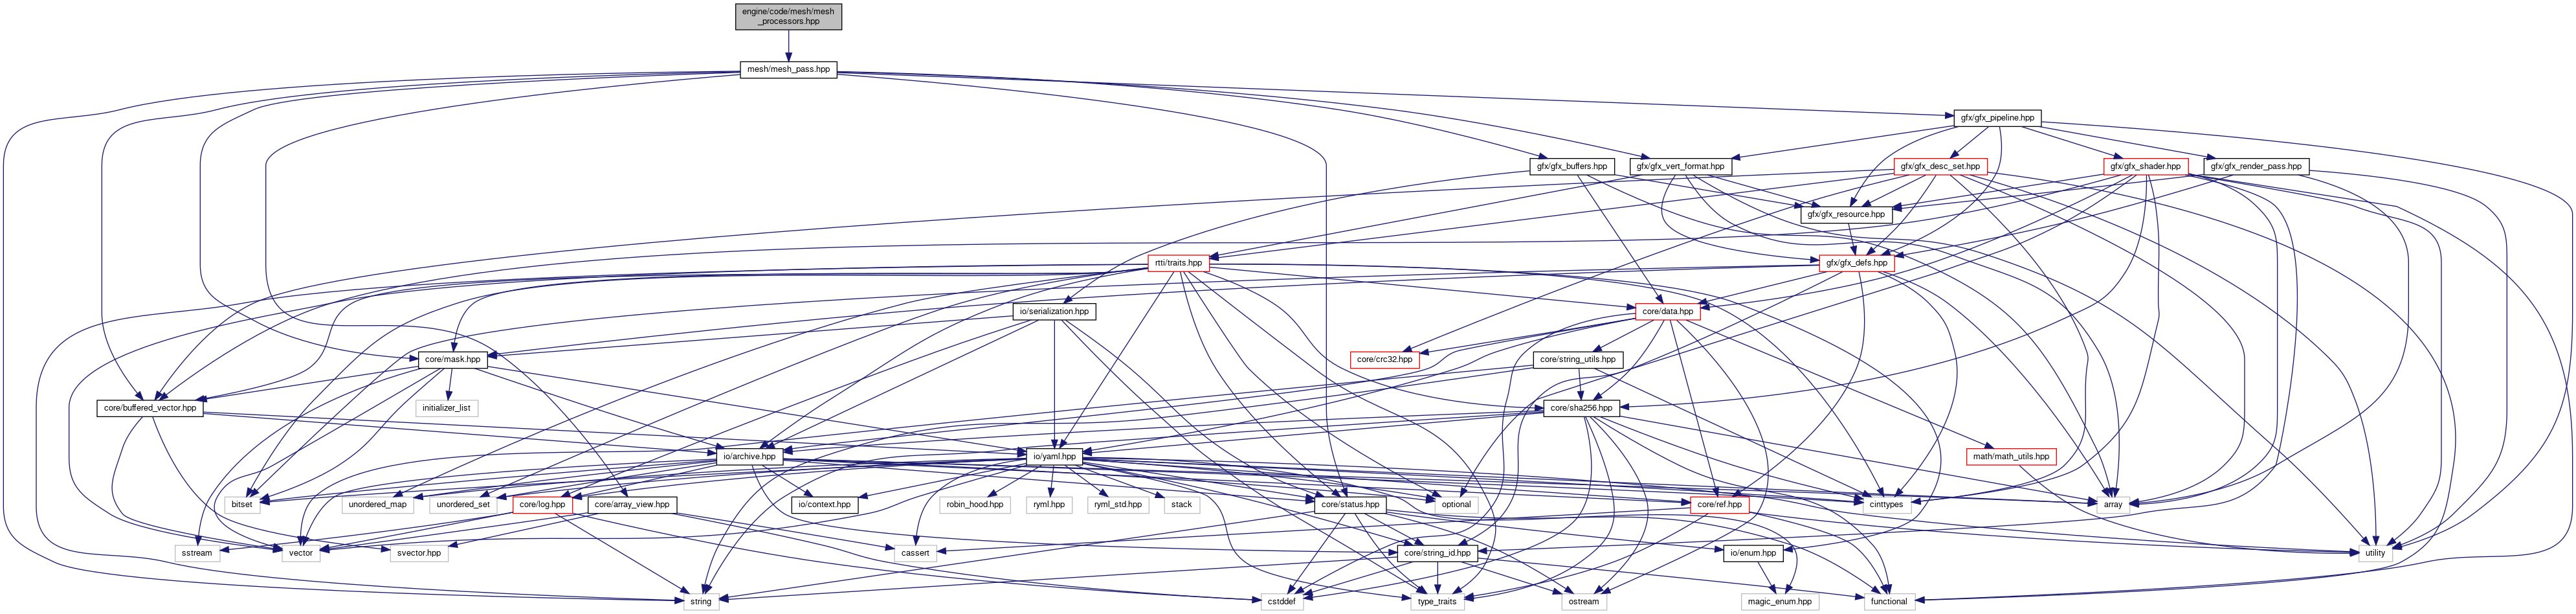 engine/code/mesh/mesh
_processors.hpp
mesh/mesh_pass.hpp
gfx/gfx_pipeline.hpp
gfx/gfx_buffers.hpp
gfx/gfx_vert_format.hpp
gfx/gfx_desc_set.hpp
gfx/gfx_shader.hpp
gfx/gfx_render_pass.hpp
gfx/gfx_resource.hpp
rtti/traits.hpp
gfx/gfx_defs.hpp
io/serialization.hpp
core/data.hpp
core/mask.hpp
core/crc32.hpp
core/string_utils.hpp
core/buffered_vector.hpp
initializer_list
core/sha256.hpp
io/archive.hpp
io/yaml.hpp
math/math_utils.hpp
bitset
unordered_map
unordered_set
core/log.hpp
core/array_view.hpp
io/context.hpp
robin_hood.hpp
ryml.hpp
ryml_std.hpp
stack
core/status.hpp
optional
core/ref.hpp
cinttypes
array
sstream
vector
svector.hpp
cassert
core/string_id.hpp
io/enum.hpp
utility
string
cstddef
type_traits
ostream
magic_enum.hpp
functional